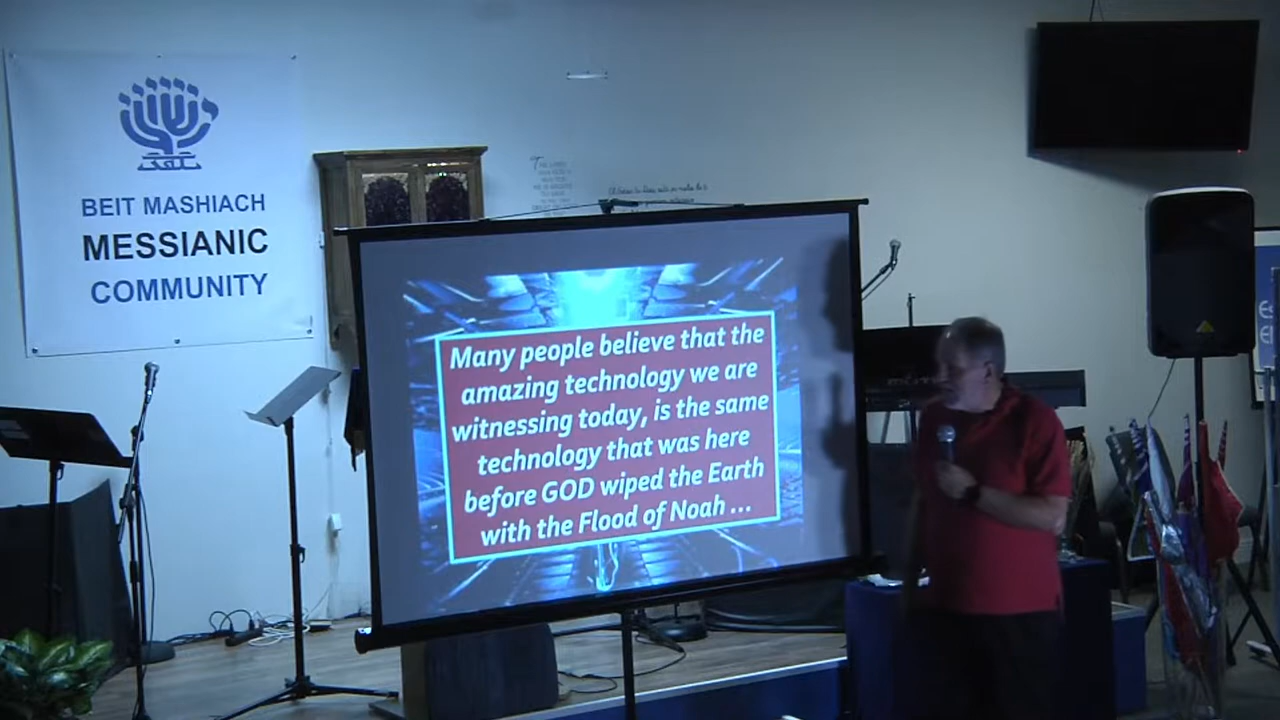 BEIT MASHIACH
MESSIANIC
COMMUNITY
Many people believe that the
amazing technology we are
witnessing today, is the same
technology that was here
before GOD wiped the Earth
with the Flood of Noah ...